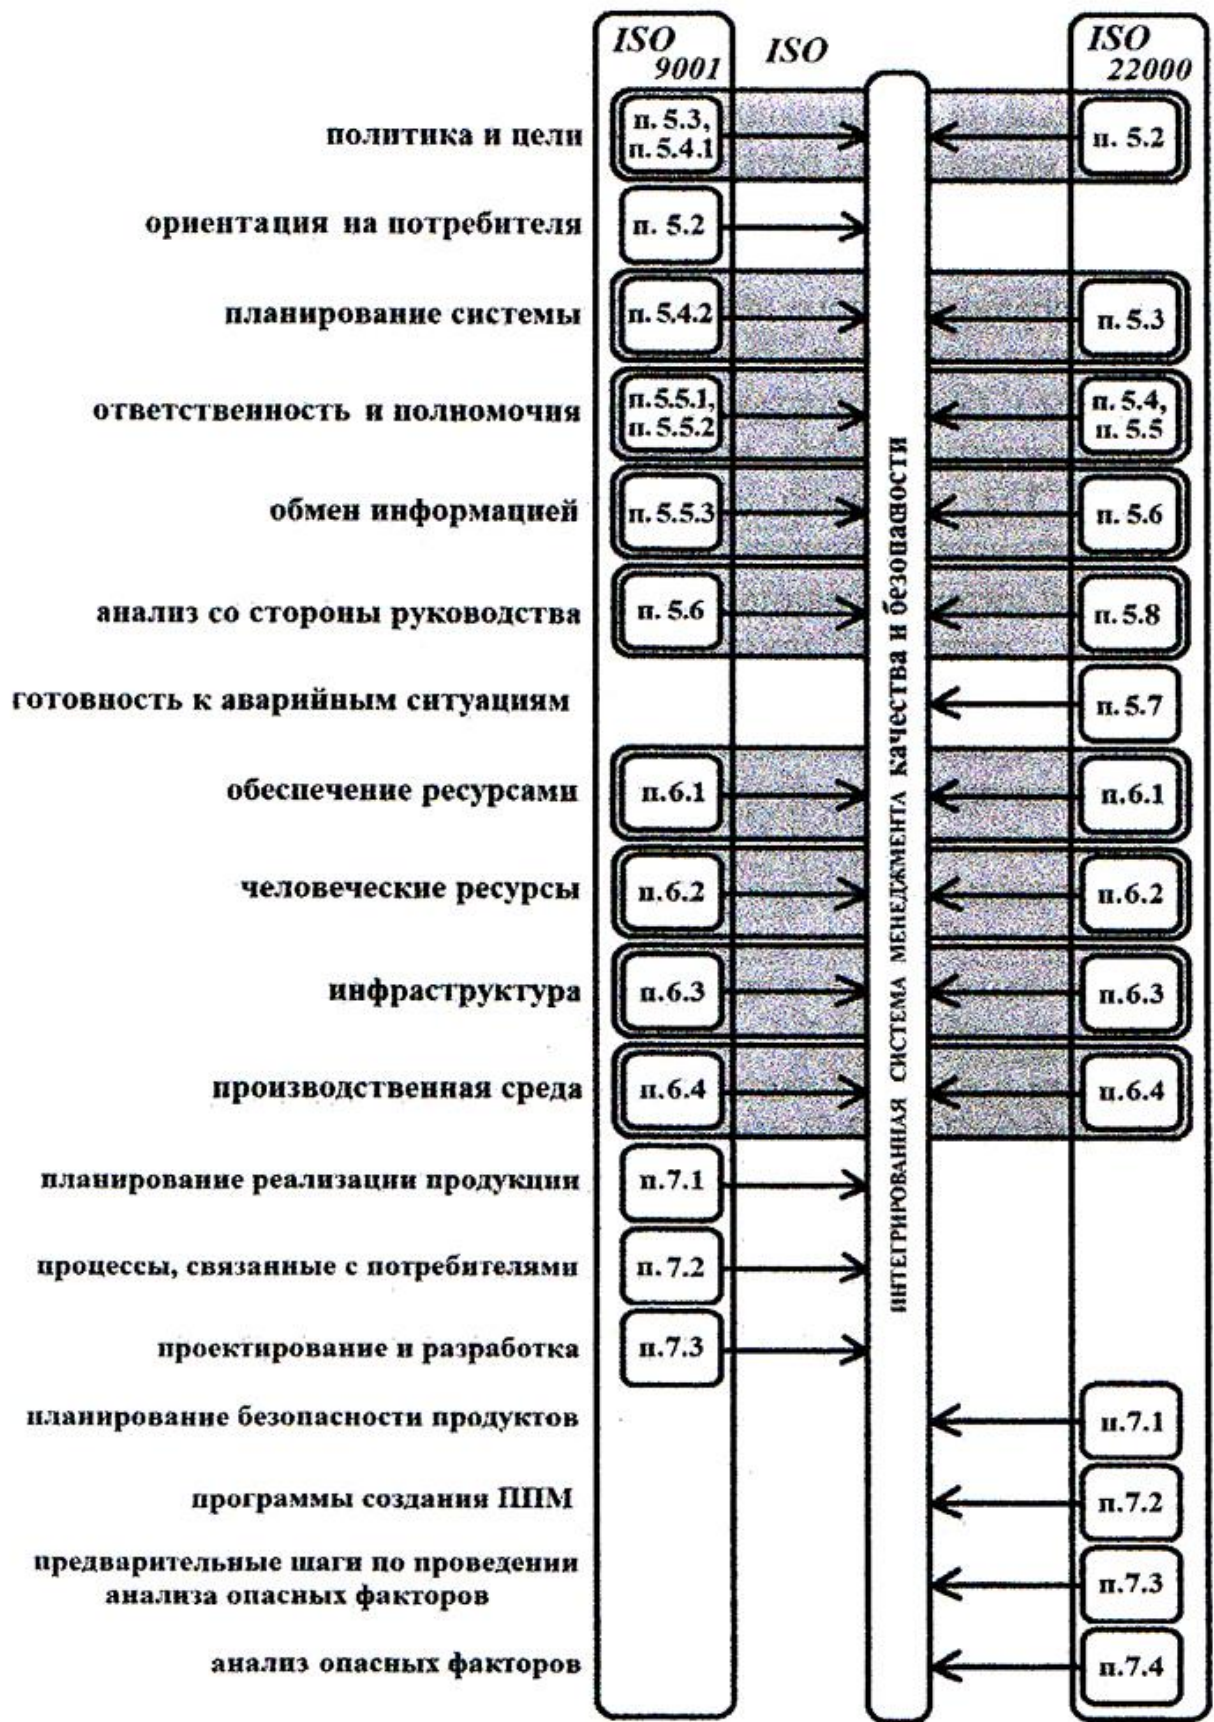 ISO
9001
ISO
ISO
22000
политика и цели
п. 5.3,
п. 5.4.1
п. 5.2
ориентация на потребителя
п. 5.2
планирование системы
п. 5.4.2
п. 5.3
ответственность и полномочия
п.5.5.1,
п. 5.5.2
п. 5.4,
п. 5.5
обмен информацией
п. 5.5.3
п. 5.6
анализ со стороны руководства
п. 5.6
п. 5.8
готовность к аварийным ситуациям
п. 5.7
обеспечение ресурсами
п.6.1
п.6.1
человеческие ресурсы
п.6.2
п.6.2
инфраструктура
п.6.3
п.6.3
производственная среда
п.6.4
п.6.4
планирование реализации продукции
п.7.1
процессы, связанные с потребителями
п. 7.2
проектирование и разработка
п.7.3
планирование безопасности продуктов
п.7.1
программы создания ППМ
п.7.2
предварительные шаги по проведении
анализа опасных факторов
п.7.3
анализ опасных факторов
п.7.4
ИНТЕГРИРОВАННАЯ СИСТЕМА МЕНЕДЖМЕНТА качества и безопасности